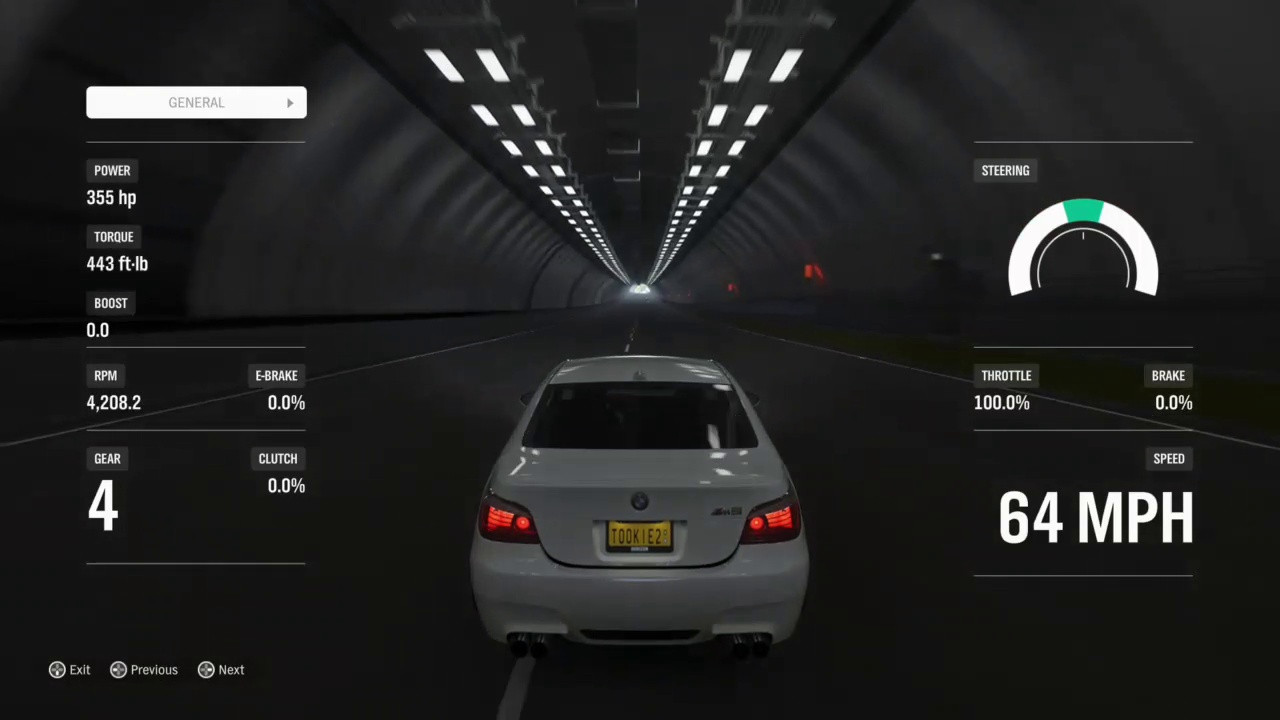 GENERAL
POWER
355 hp
TORQUE
443 ft·lb
BOOST
0.0
RPM
E-BRAKE
4,208.2
0.0%
GEAR
CLUTCH
4
0.0%
STEERING
THROTTLE
BRAKE
100.0%
0.0%
SPEED
64 MPH
M5
TOOKIE2
HORIZON
Exit
Previous
Next